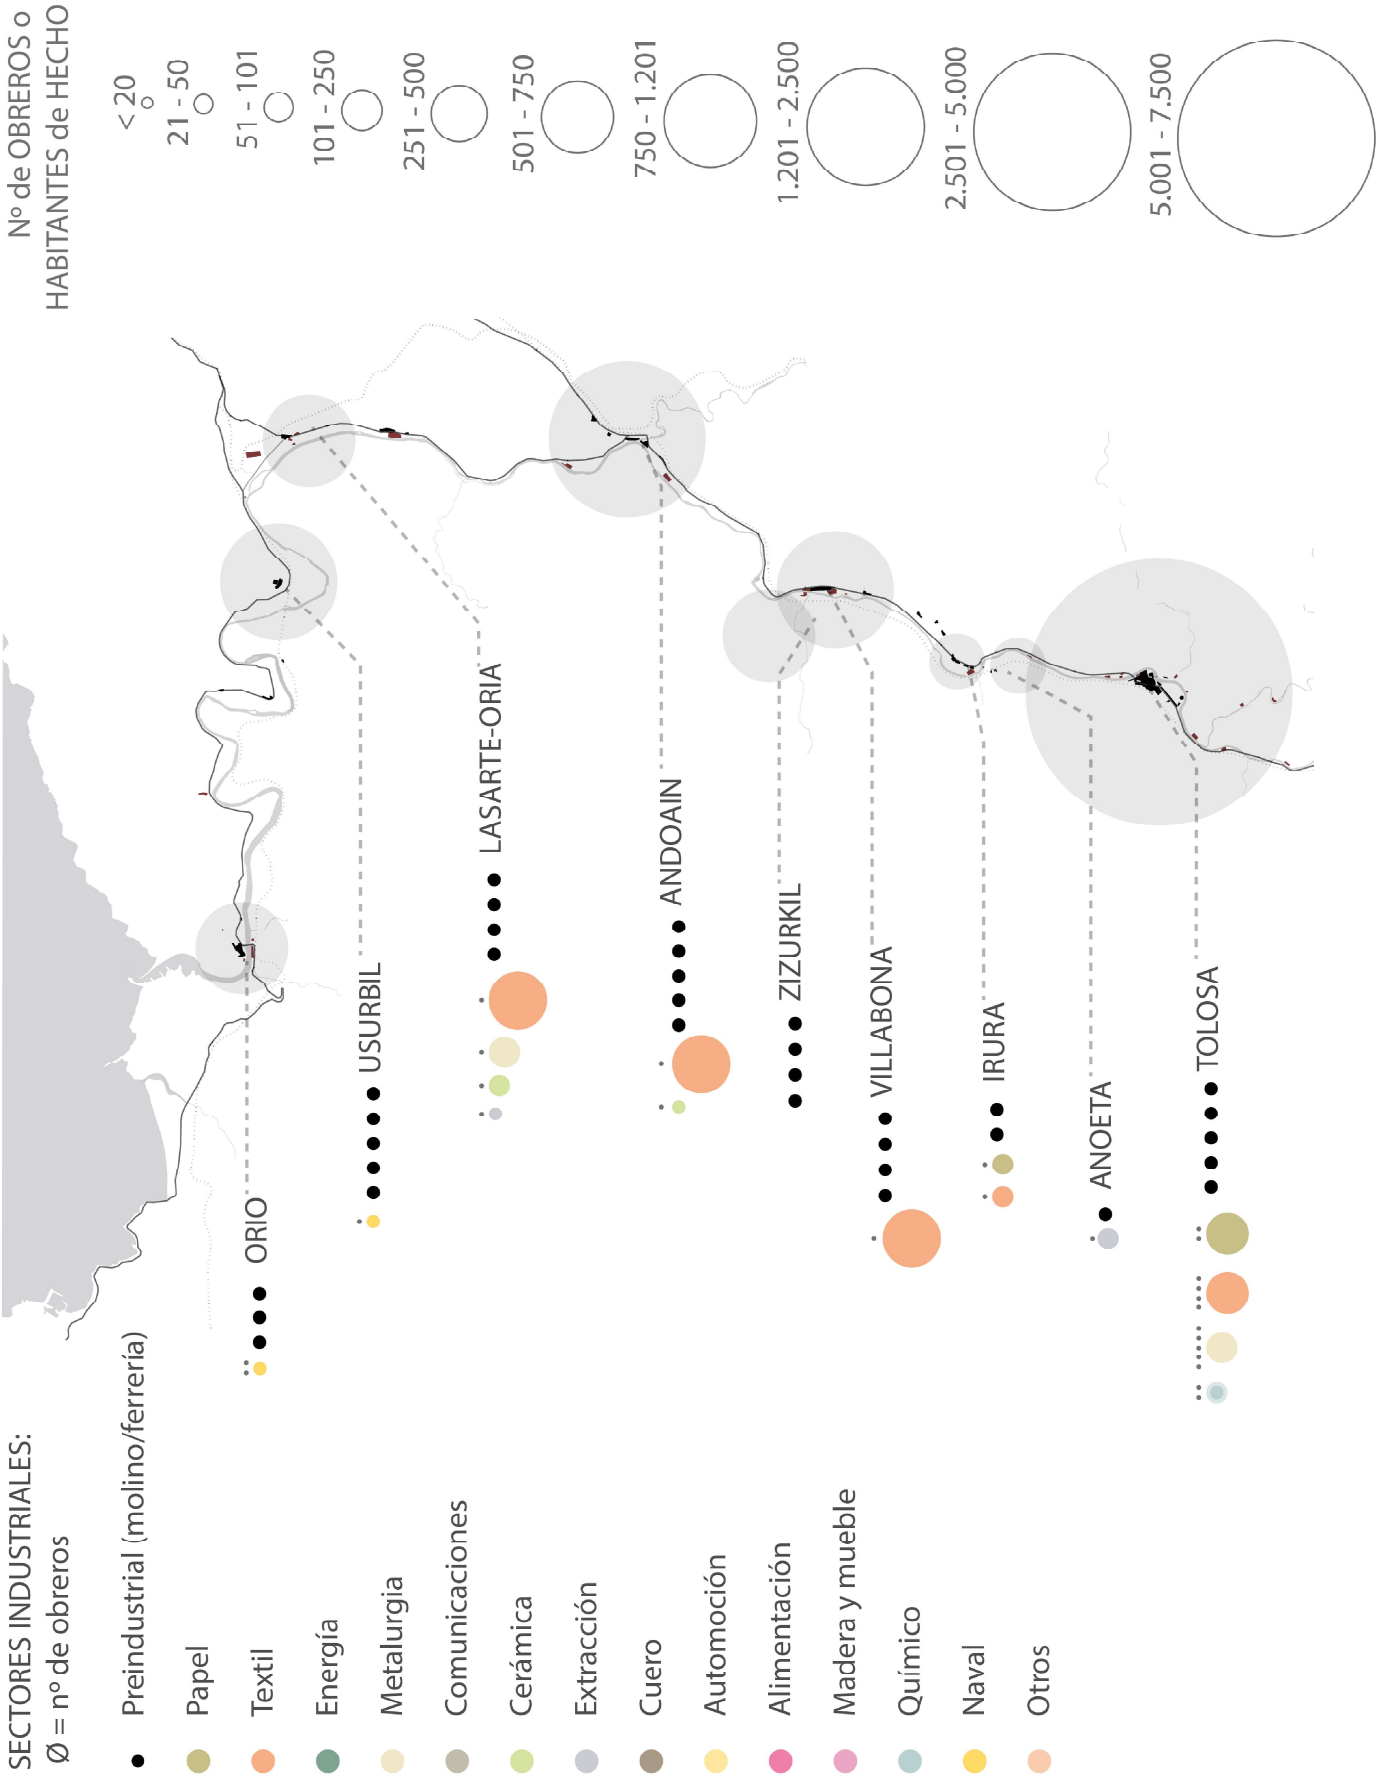 SECTORES INDUSTRIALES:
Ø = nº de obreros
Preindustrial (molino/ferrería)
Papel
Textil
Energía
Metalurgia
Comunicaciones
Cerámica
Extracción
Cuero
Automoción
Alimentación
Madera y mueble
Químico
Naval
Otros
ORIO
USURBIL
LASARTE-ORIA
ANDOAIN
ZIZURKIL
VILLABONA
IRURA
ANOETA
TOLOSA
Nº de OBREROS o
HABITANTES de HECHO
< 20
21 - 50
51 - 101
101 - 250
251 - 500
501 - 750
750 - 1.201
1.201 - 2.500
2.501 - 5.000
5.001 - 7.500